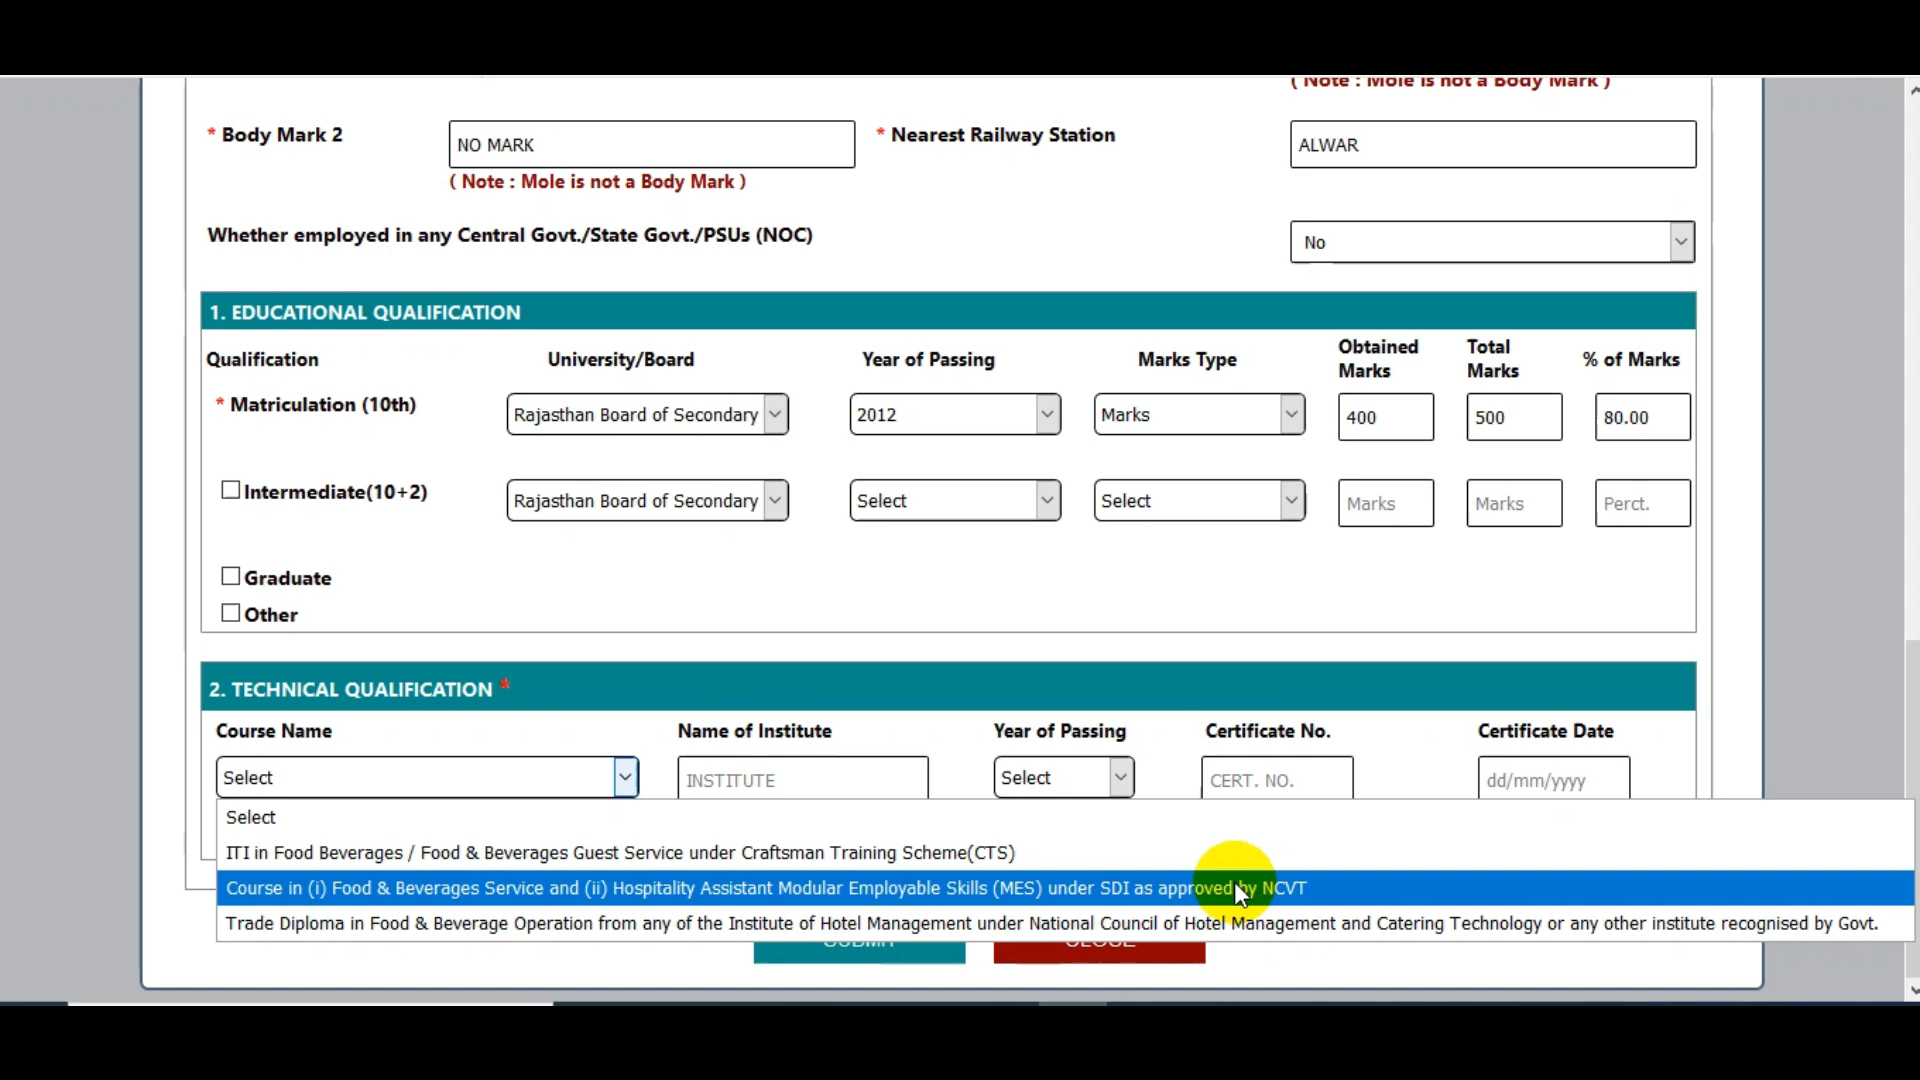 ( Note : Mole is not a Body Mark )
* Body Mark 2
NO MARK
* Nearest Railway Station
ALWAR
( Note : Mole is not a Body Mark )
Whether employed in any Central Govt./State Govt./PSUs (NOC)
No
1. EDUCATIONAL QUALIFICATION
Qualification
University/Board
Year of Passing
Marks Type
Obtained Marks
Total Marks
% of Marks
* Matriculation (10th)
Rajasthan Board of Secondary
2012
Marks
400
500
80.00
Intermediate(10+2)
Rajasthan Board of Secondary
Select
Select
Marks
Marks
Perct.
Graduate
Other
2. TECHNICAL QUALIFICATION *
Course Name
Name of Institute
Year of Passing
Certificate No.
Certificate Date
Select
INSTITUTE
Select
CERT. NO.
dd/mm/yyyy
Select
ITI in Food Beverages / Food & Beverages Guest Service under Craftsman Training Scheme(CTS)
Course in (i) Food & Beverages Service and (ii) Hospitality Assistant Modular Employable Skills (MES) under SDI as approved by NCVT
Trade Diploma in Food & Beverage Operation from any of the Institute of Hotel Management under National Council of Hotel Management and Catering Technology or any other institute recognised by Govt.
SUBMIT
CLOSE